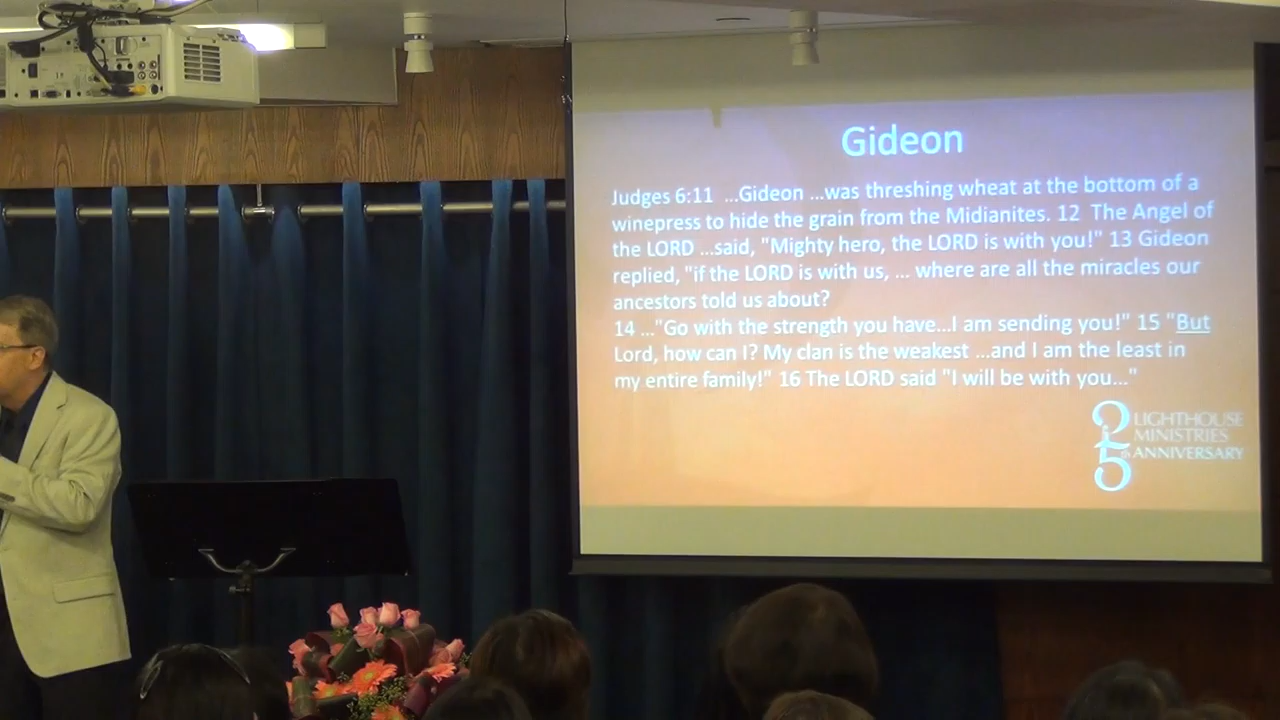 Gideon
Judges 6:11 ...Gideon ...was threshing wheat at the bottom of a
winepress to hide the grain from the Midianites. 12 The Angel of
the LORD ...said, "Mighty hero, the LORD is with you!" 13 Gideon
replied, "if the LORD is with us, ... where are all the miracles our
ancestors told us about?
14 ..."Go with the strength you have...I am sending you!" 15 "But
Lord, how can I? My clan is the weakest ...and I am the least in
my entire family!" 16 The LORD said "I will be with you..."
25th
LIGHTHOUSE
MINISTRIES
ANNIVERSARY